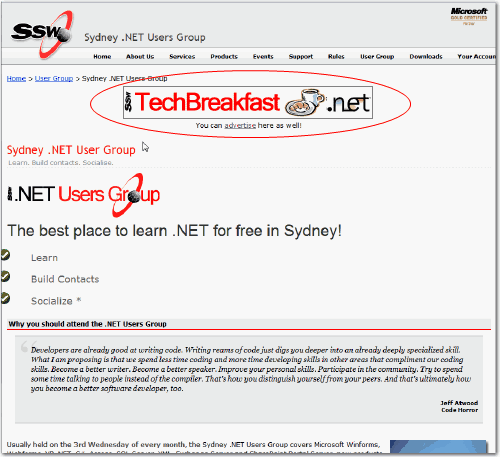 SSW
Sydney .NET Users Group
Microsoft
GOLD CERTIFIED
Partner
Home About Us Services Products Events Support Rules User Group Downloads Your Accoun
Home > User Group > Sydney .NET Users Group
SSW TechBreakfast .net
You can advertise here as well!
Sydney .NET User Group
Learn. Build contacts. Socialise.
.NET Users Group
The best place to learn .NET for free in Sydney!
Learn
Build Contacts
Socialize *
Why you should attend the .NET Users Group
Developers are already good at writing code. Writing reams of code just digs you deeper into an already deeply specialized skill.
What I am proposing is that we spend less time coding and more time developing skills in other areas that compliment our coding
skills. Become a better writer. Become a better speaker. Improve your personal skills. Participate in the community. Try to spend
some time talking to people instead of the compiler. That's how you distinguish yourself from your peers. And that's ultimately how
you become a better software developer, too.
Jeff Atwood
Code Horror
Usually held on the 3rd Wednesday of every month, the Sydney .NET Users Group covers Microsoft Winforms,